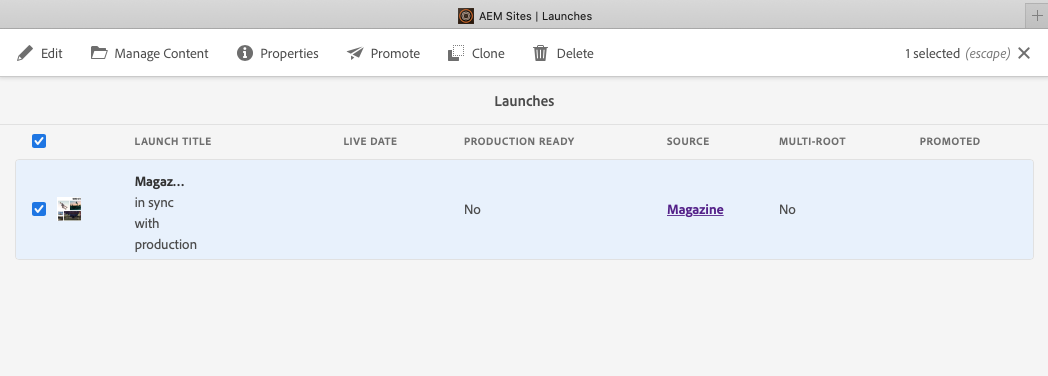 AEM Sites | Launches
Edit Manage Content Properties Promote Clone Delete 1 selected (escape)
Launches
LAUNCH TITLE LIVE DATE PRODUCTION READY SOURCE MULTI-ROOT PROMOTED
Magaz...
in sync
with
production
No Magazine No